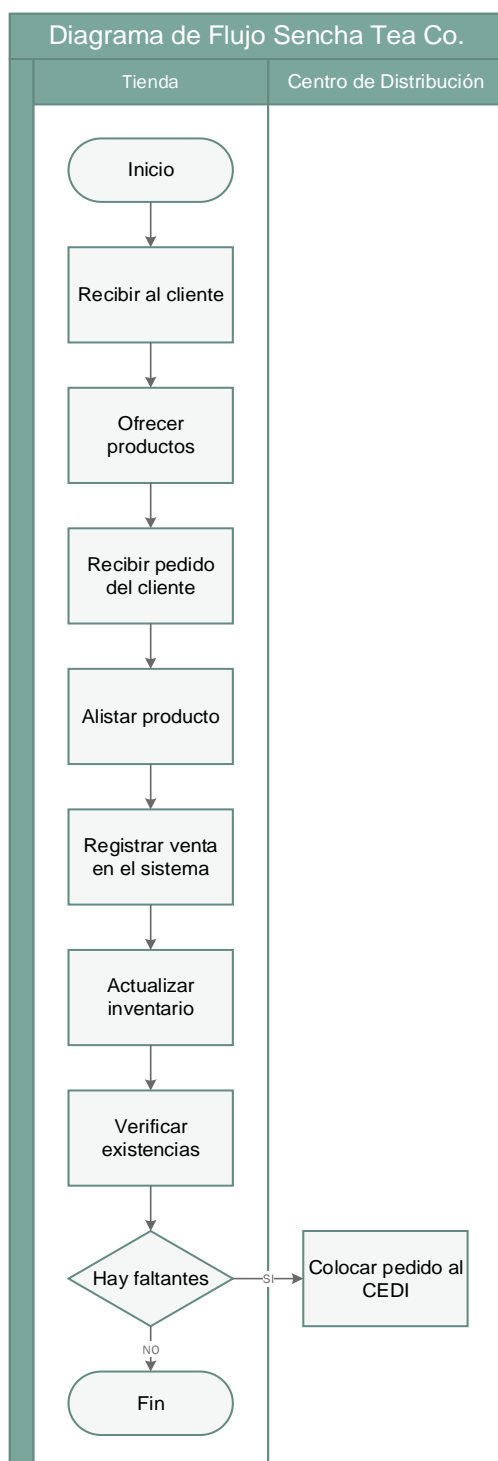 Diagrama de Flujo Sencha Tea Co.
Tienda
Centro de Distribución
Inicio
Recibir al cliente
Ofrecer
productos
Recibir pedido
del cliente
Alistar producto
Registrar venta
en el sistema
Actualizar
inventario
Verificar
existencias
Hay faltantes
SI
Colocar pedido al
CEDI
NO
Fin